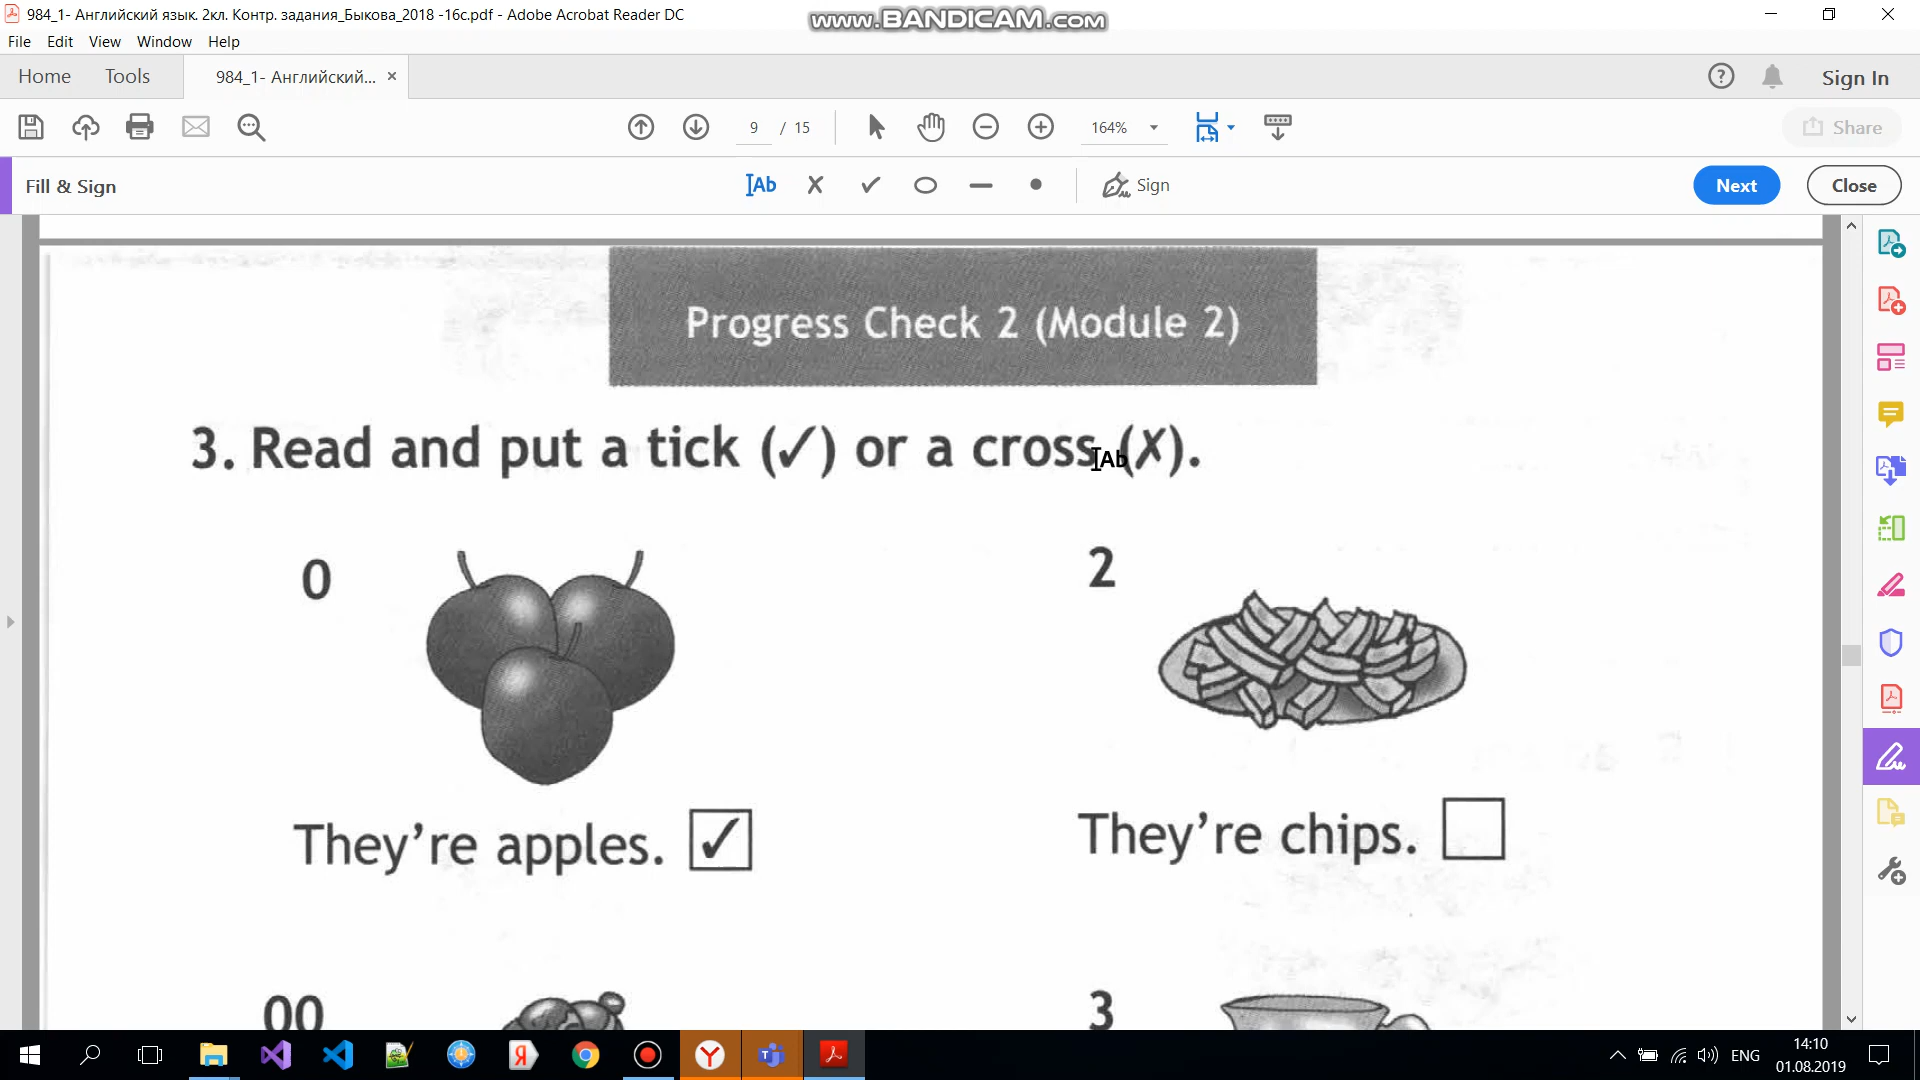 984_1- Английский язык. 2кл. Контр. задания_Быкова_2018 -16с.pdf - Adobe Acrobat Reader DC
www.BANDICAM.com
File Edit View Window Help
Home Tools 984_1- Английский... × Sign In
9 / 15 164% Share
Fill & Sign Ab Sign Next Close
Progress Check 2 (Module 2)
3. Read and put a tick (✓) or a cross (✗).
Ab
0 2
They're apples. ✓ They're chips.
00 3
ENG 14:10
01.08.2019